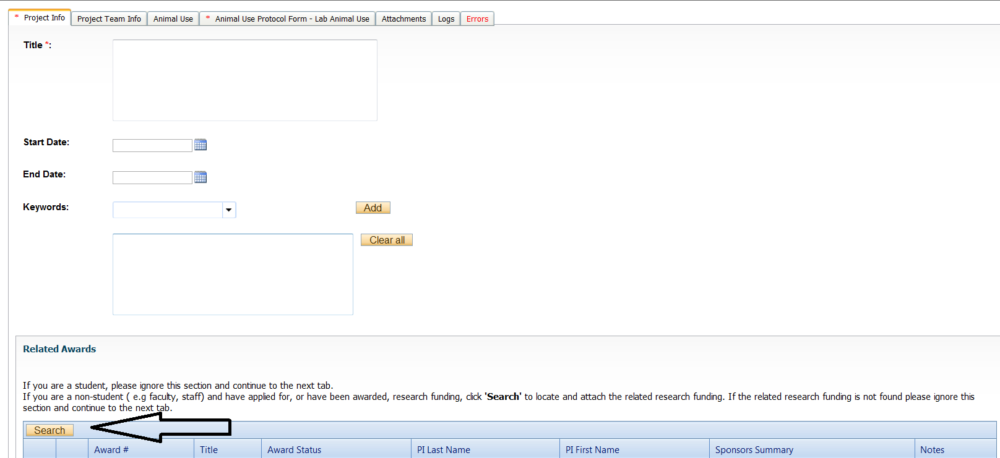 * Project Info Project Team Info Animal Use * Animal Use Protocol Form - Lab Animal Use Attachments Logs Errors
Title *:
Start Date:
End Date:
Keywords: Add
Clear all
Related Awards
If you are a student, please ignore this section and continue to the next tab.
If you are a non-student ( e.g faculty, staff) and have applied for, or have been awarded, research funding, click 'Search' to locate and attach the related research funding. If the related research funding is not found please ignore this
section and continue to the next tab.
Search
Award # Title Award Status PI Last Name PI First Name Sponsors Summary Notes